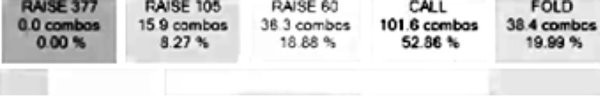 RAISE 377 RAISE 105 RAISE 60 CALL FOLD
0.0 combos 15.9 combos 36.3 combos 101.6 combos 38.4 combos
0.00 % 8.27 % 18.88 % 52.86 % 19.99 %